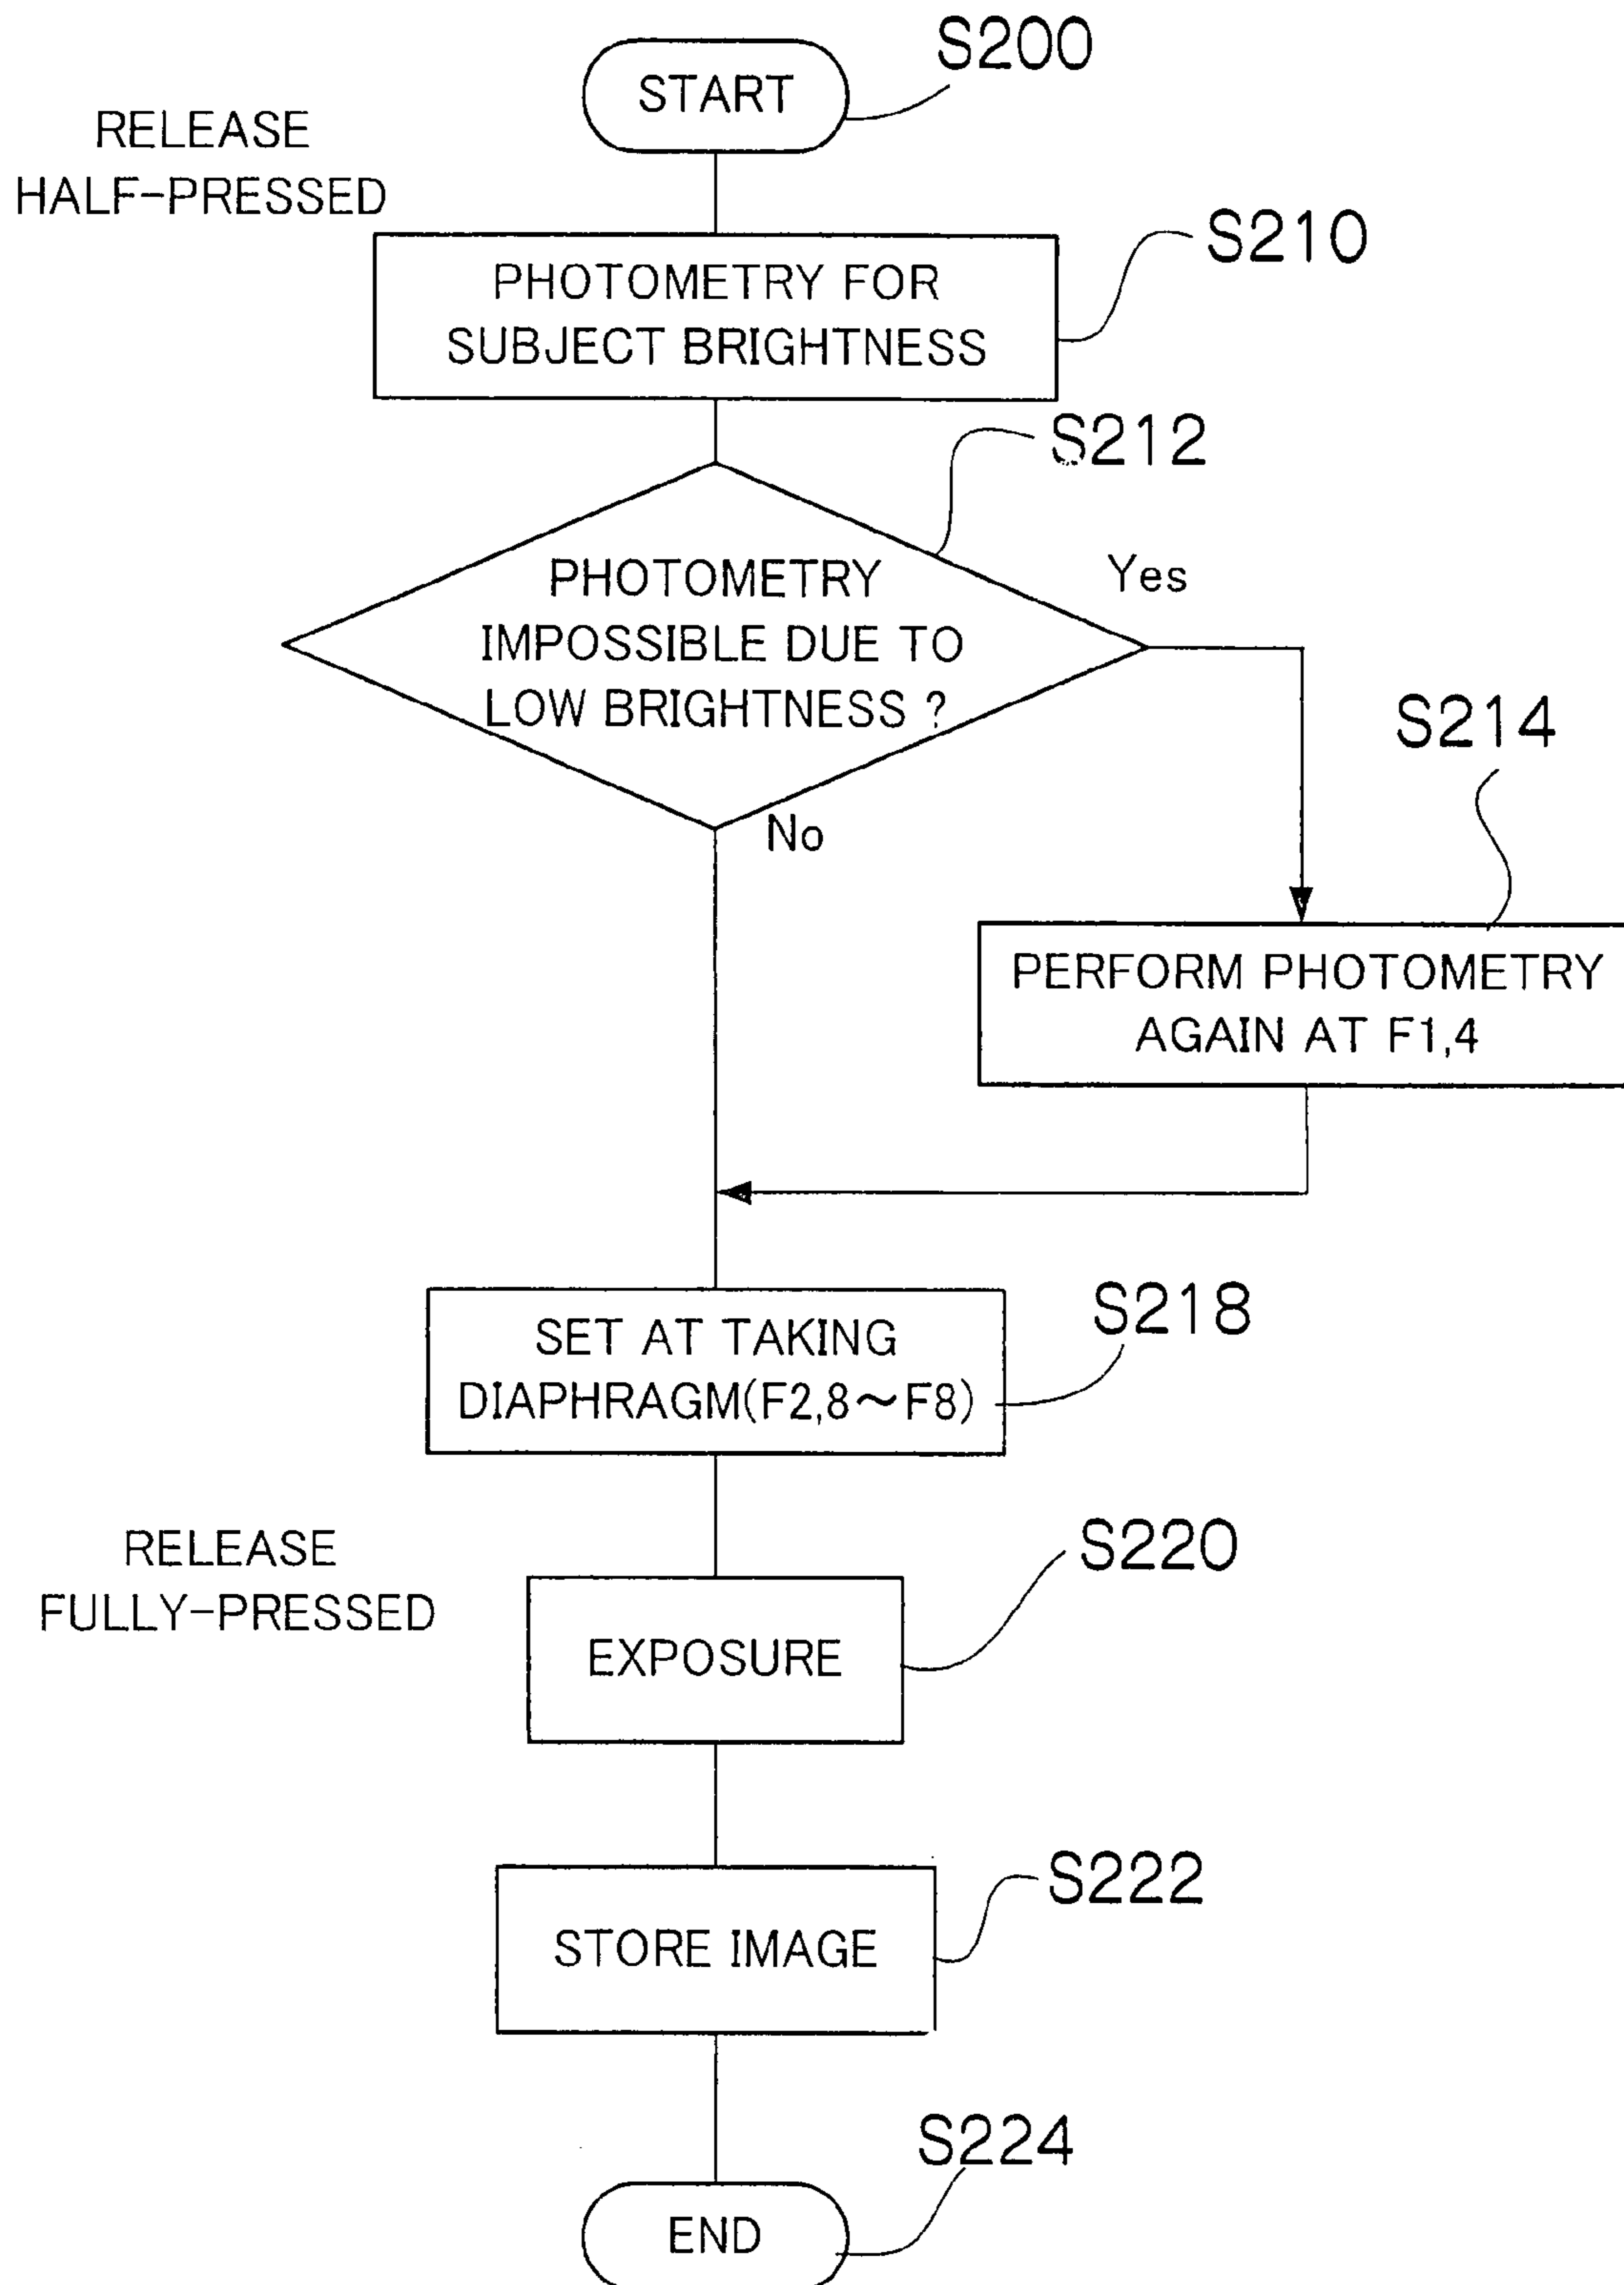 S200
START
RELEASE
HALF-PRESSED
S210
PHOTOMETRY FOR
SUBJECT BRIGHTNESS
S212
PHOTOMETRY
IMPOSSIBLE DUE TO
LOW BRIGHTNESS ?
Yes
No
S214
PERFORM PHOTOMETRY
AGAIN AT F1,4
S218
SET AT TAKING
DIAPHRAGM(F2,8〜F8)
RELEASE
FULLY-PRESSED
S220
EXPOSURE
S222
STORE IMAGE
S224
END